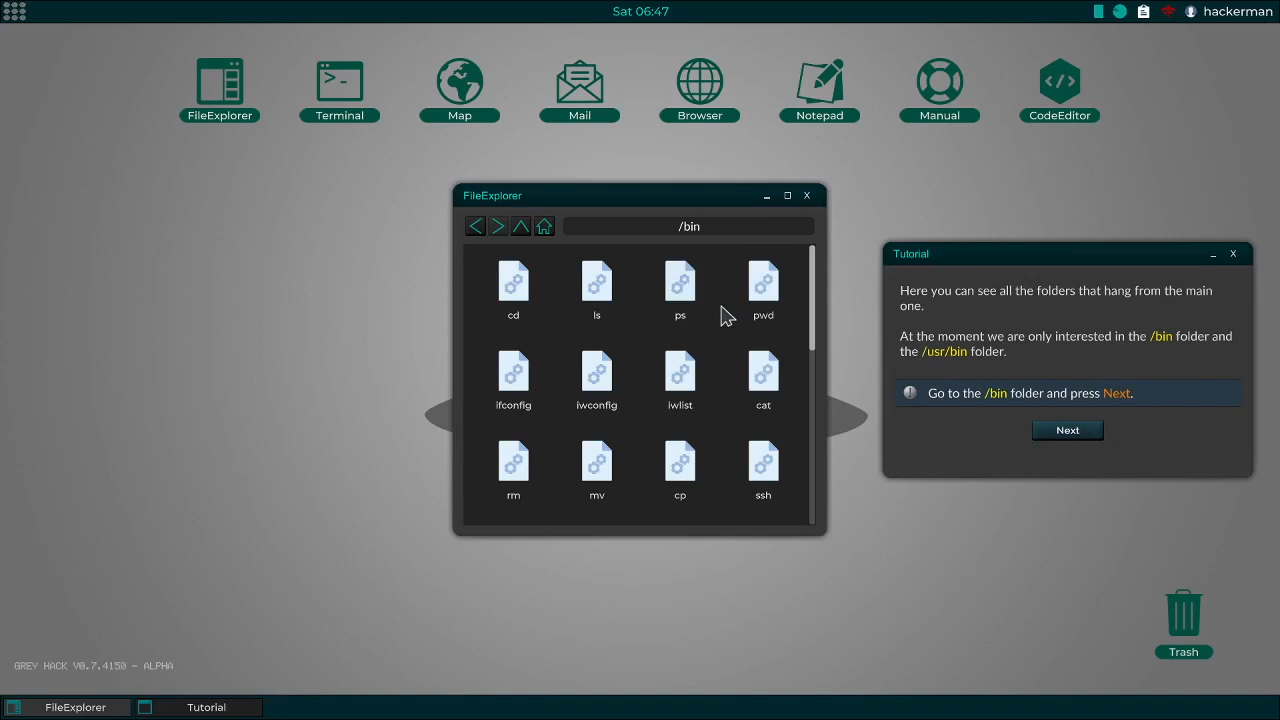 Sat 06:47
hackerman
FileExplorer
Terminal
Map
Mail
Browser
Notepad
Manual
CodeEditor
FileExplorer
/bin
cd
ls
ps
pwd
ifconfig
iwconfig
iwlist
cat
rm
mv
cp
ssh
Tutorial
Here you can see all the folders that hang from the main
one.
At the moment we are only interested in the /bin folder and
the /usr/bin folder.
Go to the /bin folder and press Next.
Next
Trash
GREY HACK V0.7.4150 - ALPHA
FileExplorer
Tutorial